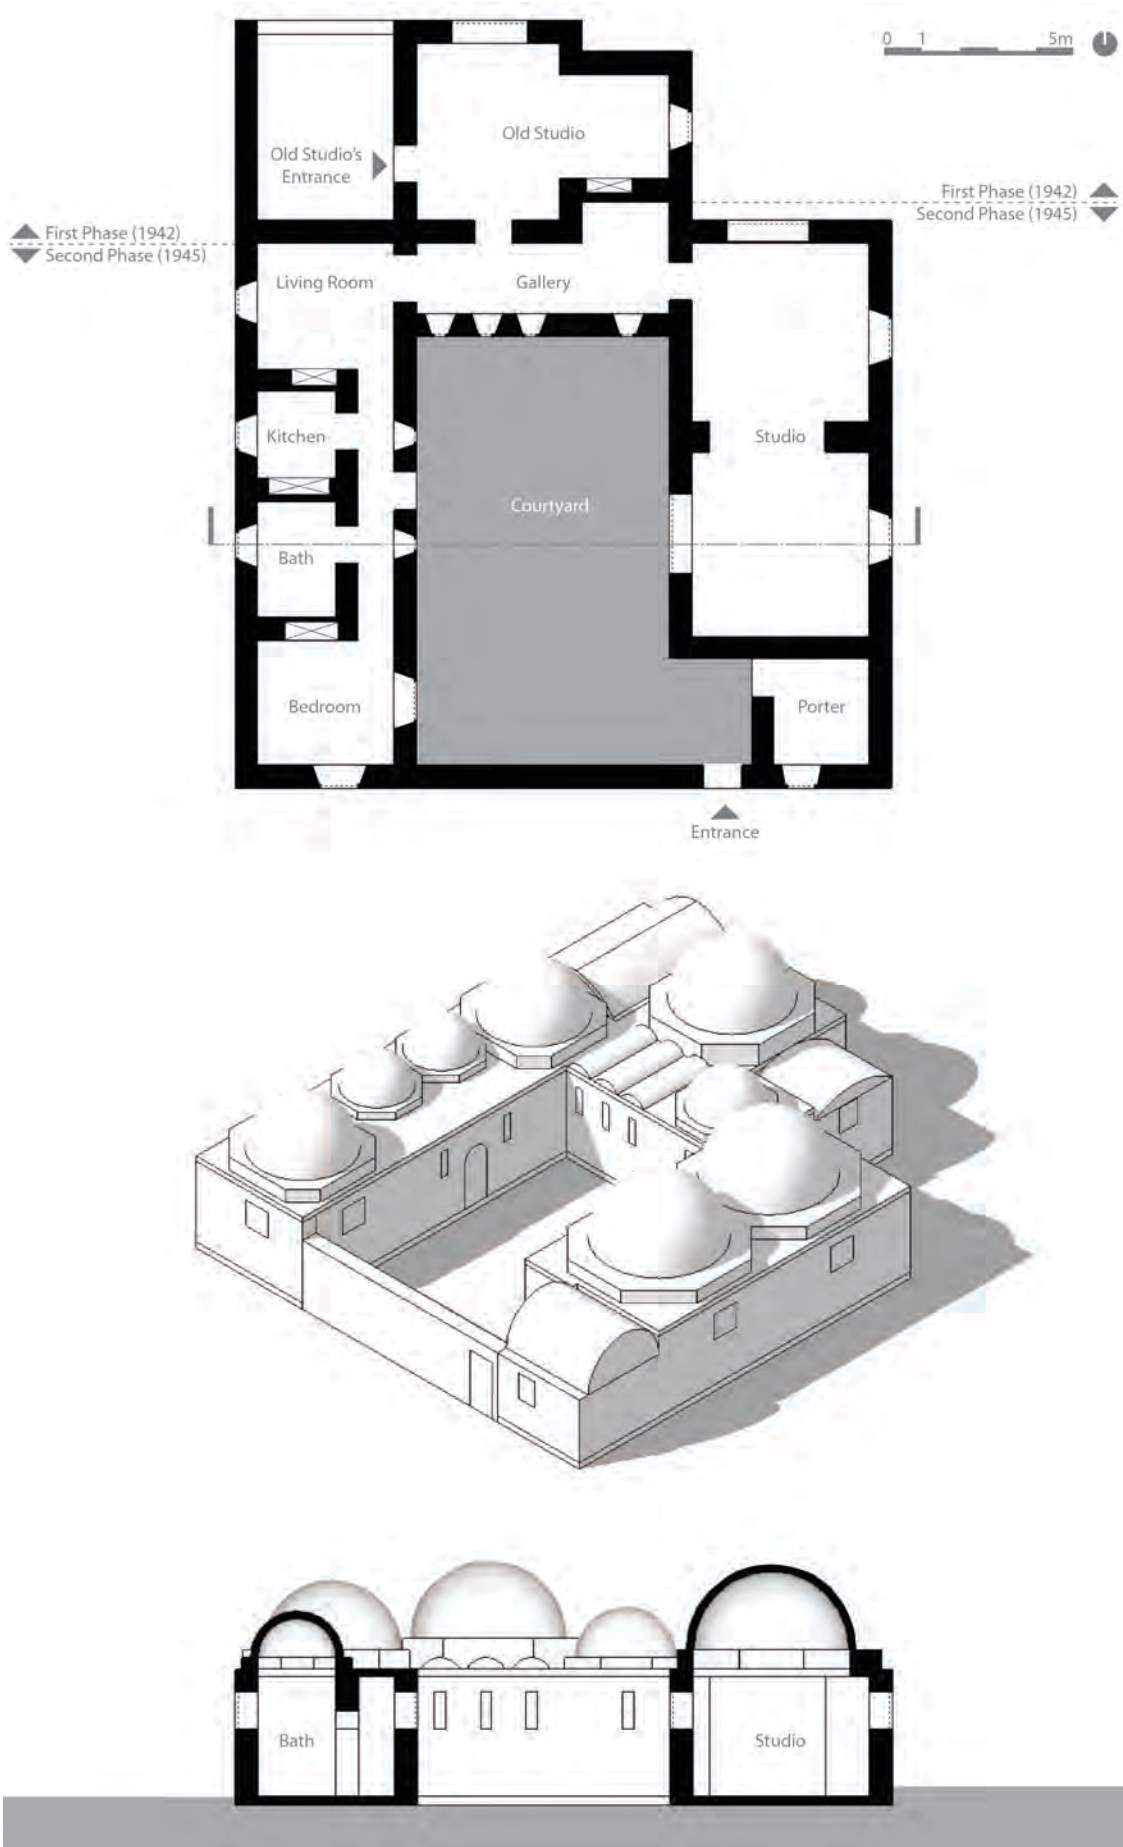 0 1 5m
Old Studio
Old Studio's
Entrance
First Phase (1942)
Second Phase (1945)
First Phase (1942)
Second Phase (1945)
Living Room
Gallery
Kitchen
Studio
Courtyard
Bath
Bedroom
Porter
Entrance
Bath
Studio